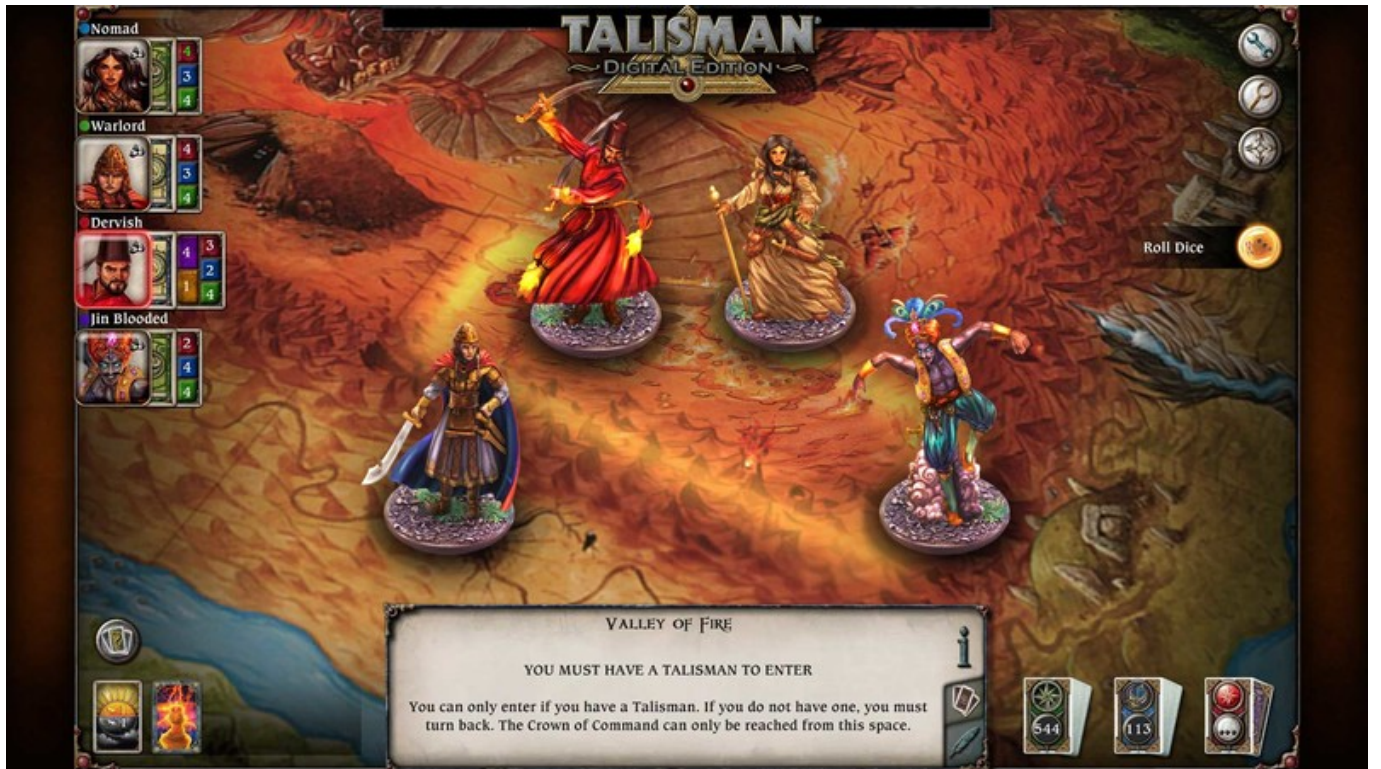 Nomad
4
3
4
Warlord
4
3
4
Dervish
4
3
2
1
4
Jin Blooded
2
4
4
TALISMAN®
DIGITAL EDITION
Roll Dice
VALLEY OF FIRE
YOU MUST HAVE A TALISMAN TO ENTER
You can only enter if you have a Talisman. If you do not have one, you must
turn back. The Crown of Command can only be reached from this space.
544
113